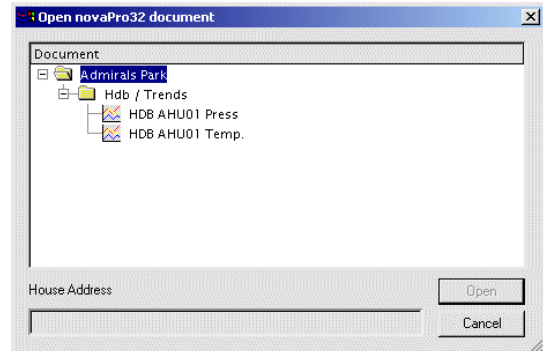 Open novaPro32 document
Document
Admirals Park
Hdb / Trends
HDB AHU01 Press
HDB AHU01 Temp.
House Address
Open
Cancel